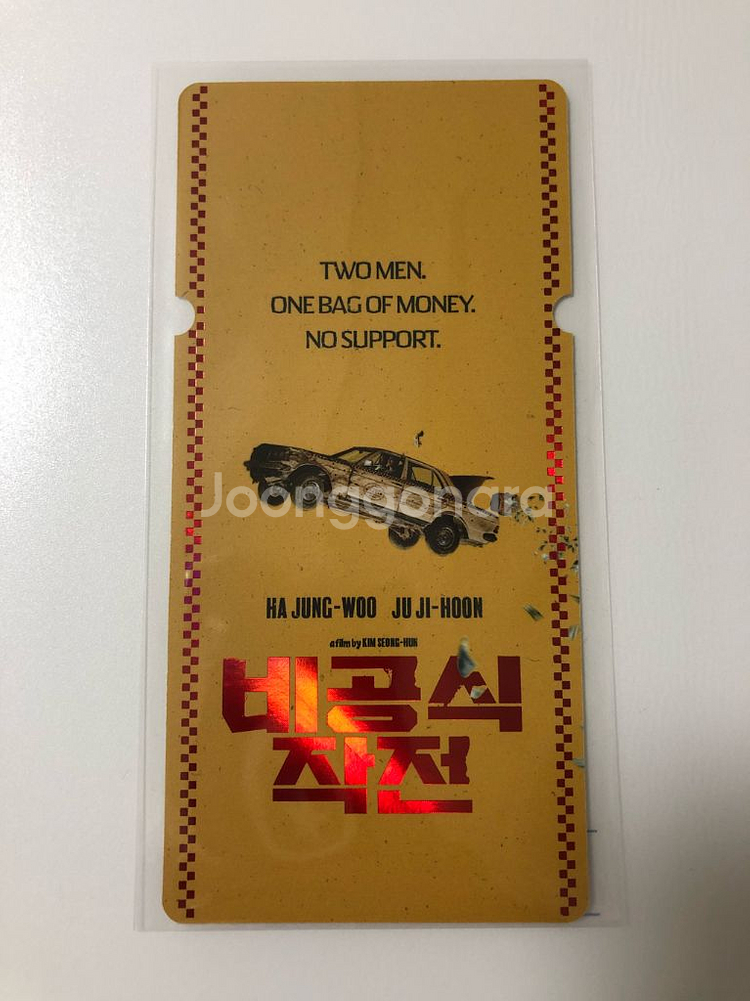 TWO MEN.
ONE BAG OF MONEY.
NO SUPPORT.
Joonggonara
HA JUNG-WOO JU JI-HOON
a film by KIM SEONG-HUN
비공식
작전